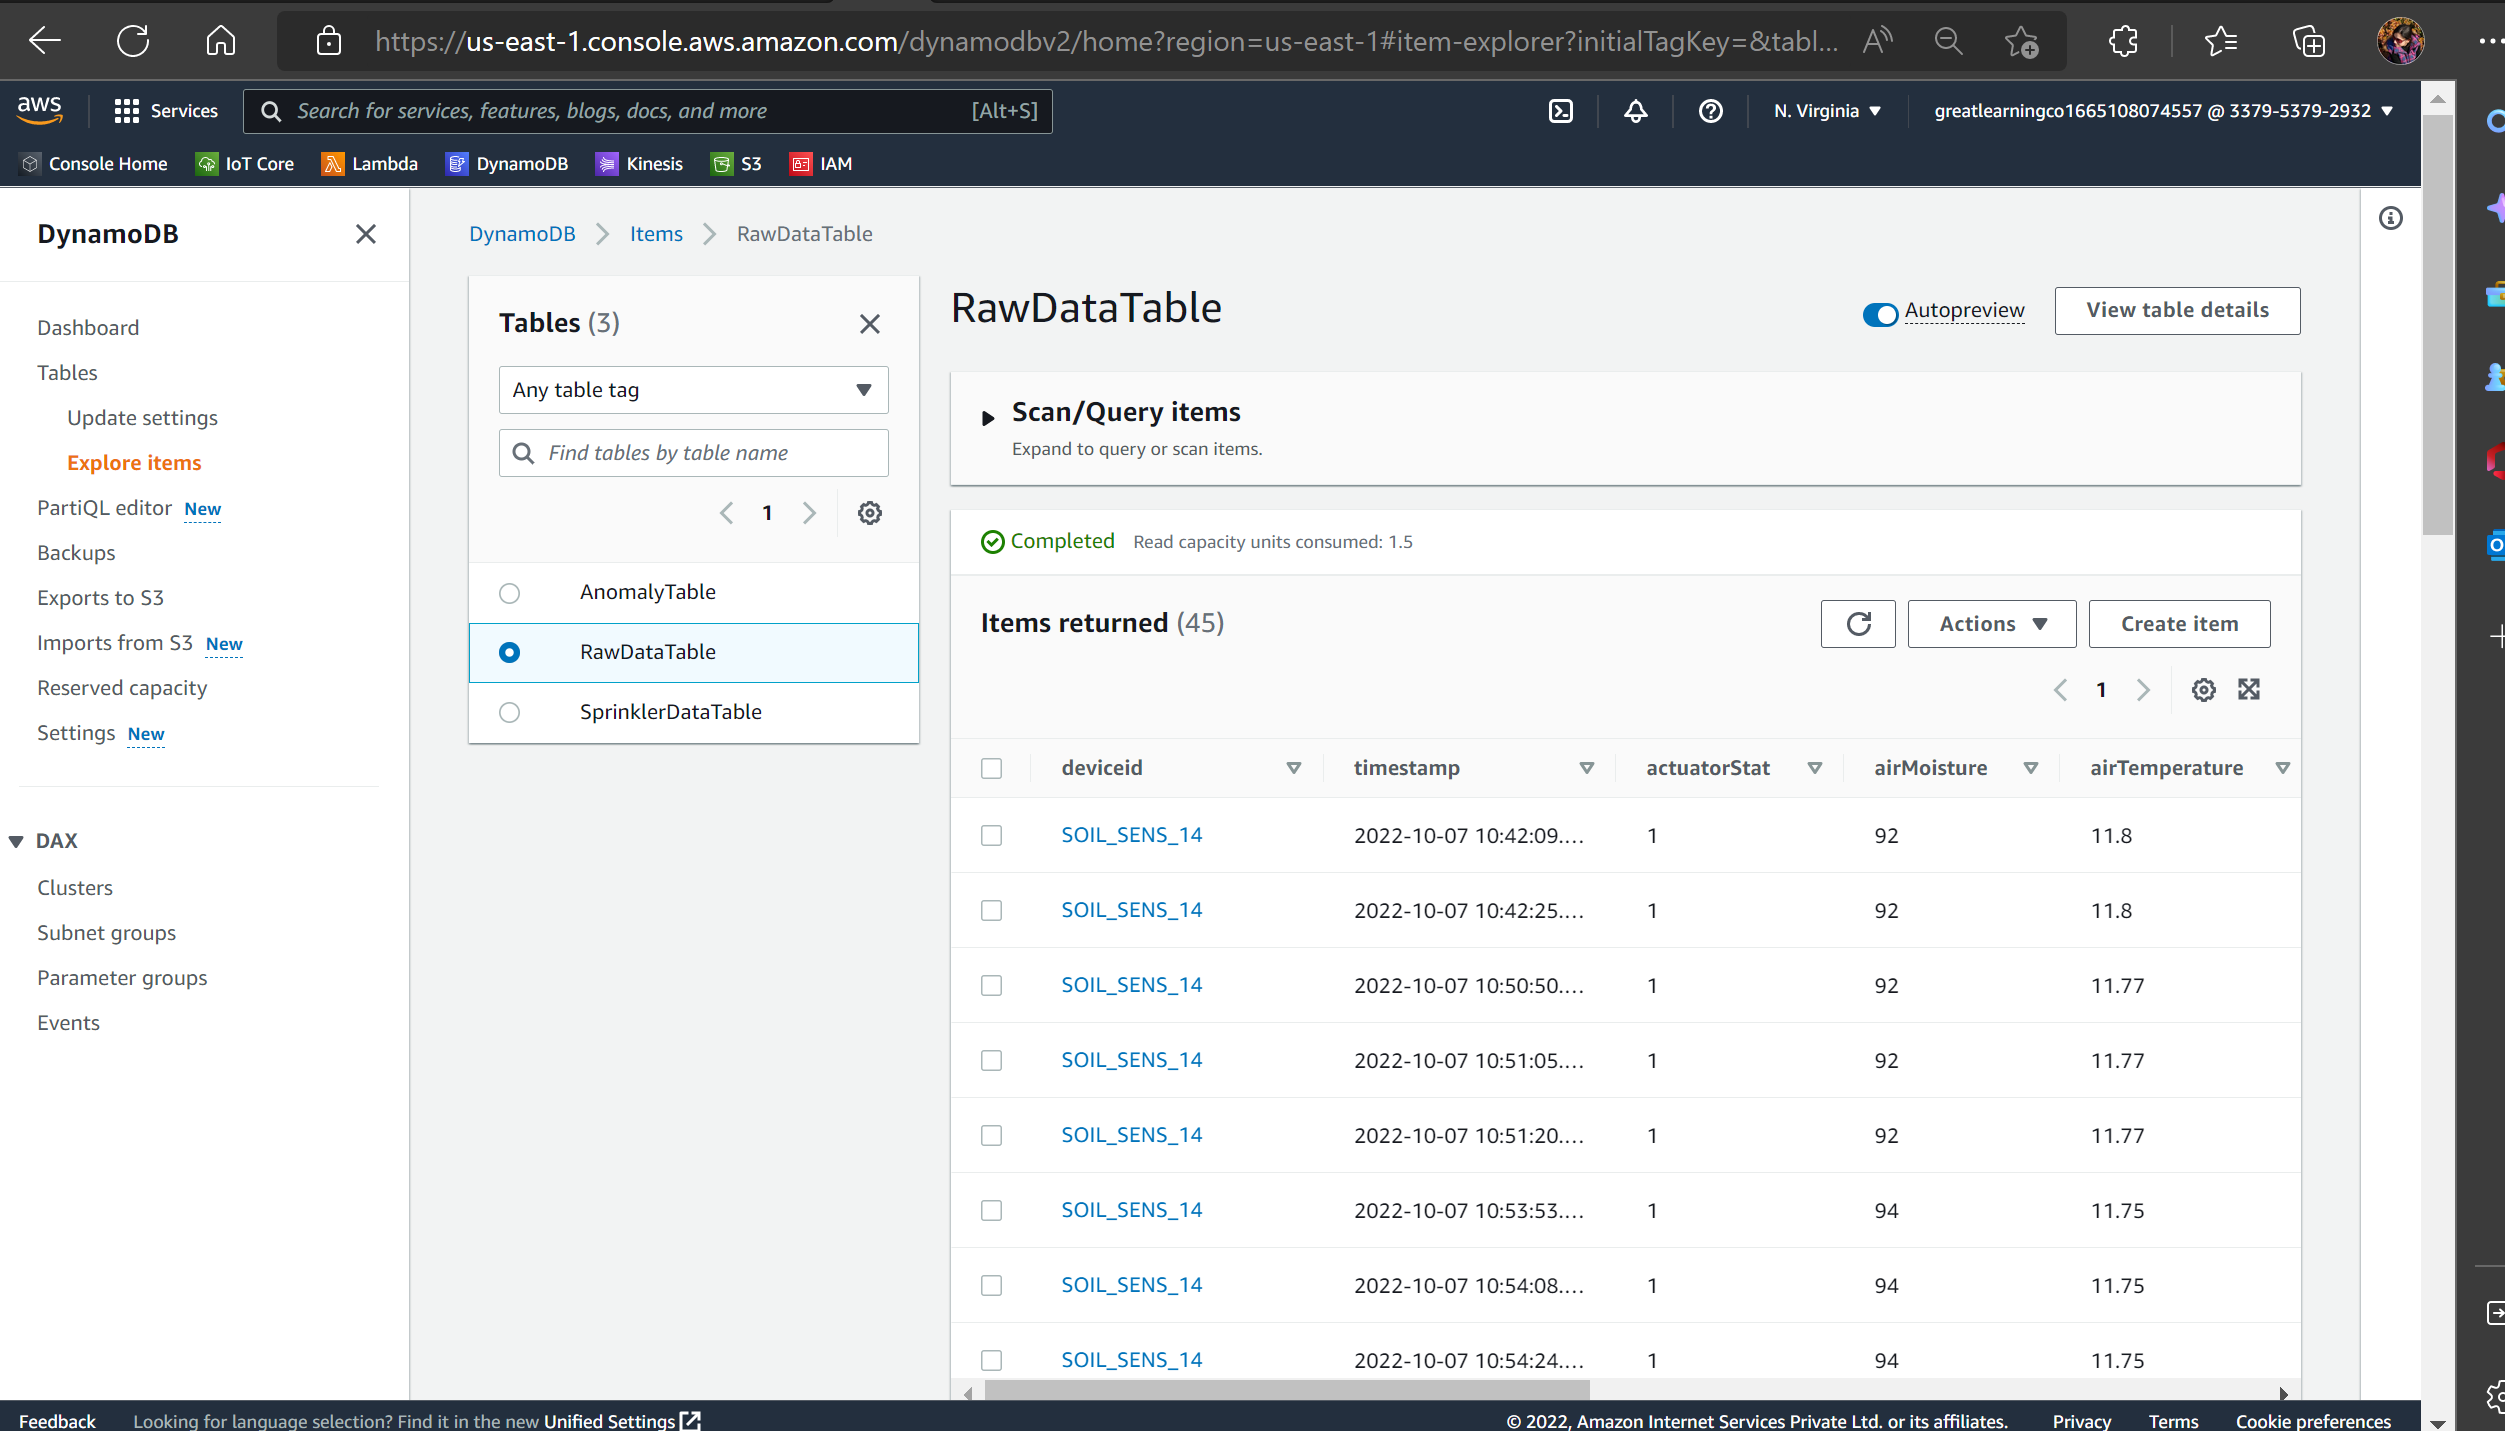 https://us-east-1.console.aws.amazon.com/dynamodbv2/home?region=us-east-1#item-explorer?initialTagKey=&tabl...
aws Services Search for services, features, blogs, docs, and more [Alt+S] N. Virginia greatlearningco1665108074557 @ 3379-5379-2932
Console Home IoT Core Lambda DynamoDB Kinesis S3 IAM
DynamoDB
Dashboard
Tables
Update settings
Explore items
PartiQL editor New
Backups
Exports to S3
Imports from S3 New
Reserved capacity
Settings New
DAX
Clusters
Subnet groups
Parameter groups
Events
DynamoDB Items RawDataTable
Tables (3)
Any table tag
Find tables by table name
1
AnomalyTable
RawDataTable
SprinklerDataTable
RawDataTable
Autopreview View table details
Scan/Query items
Expand to query or scan items.
Completed Read capacity units consumed: 1.5
Items returned (45)
Actions Create item
1
deviceid timestamp actuatorStat airMoisture airTemperature
SOIL_SENS_14 2022-10-07 10:42:09.... 1 92 11.8
SOIL_SENS_14 2022-10-07 10:42:25.... 1 92 11.8
SOIL_SENS_14 2022-10-07 10:50:50.... 1 92 11.77
SOIL_SENS_14 2022-10-07 10:51:05.... 1 92 11.77
SOIL_SENS_14 2022-10-07 10:51:20.... 1 92 11.77
SOIL_SENS_14 2022-10-07 10:53:53.... 1 94 11.75
SOIL_SENS_14 2022-10-07 10:54:08.... 1 94 11.75
SOIL_SENS_14 2022-10-07 10:54:24.... 1 94 11.75
Feedback Looking for language selection? Find it in the new Unified Settings © 2022, Amazon Internet Services Private Ltd. or its affiliates. Privacy Terms Cookie preferences